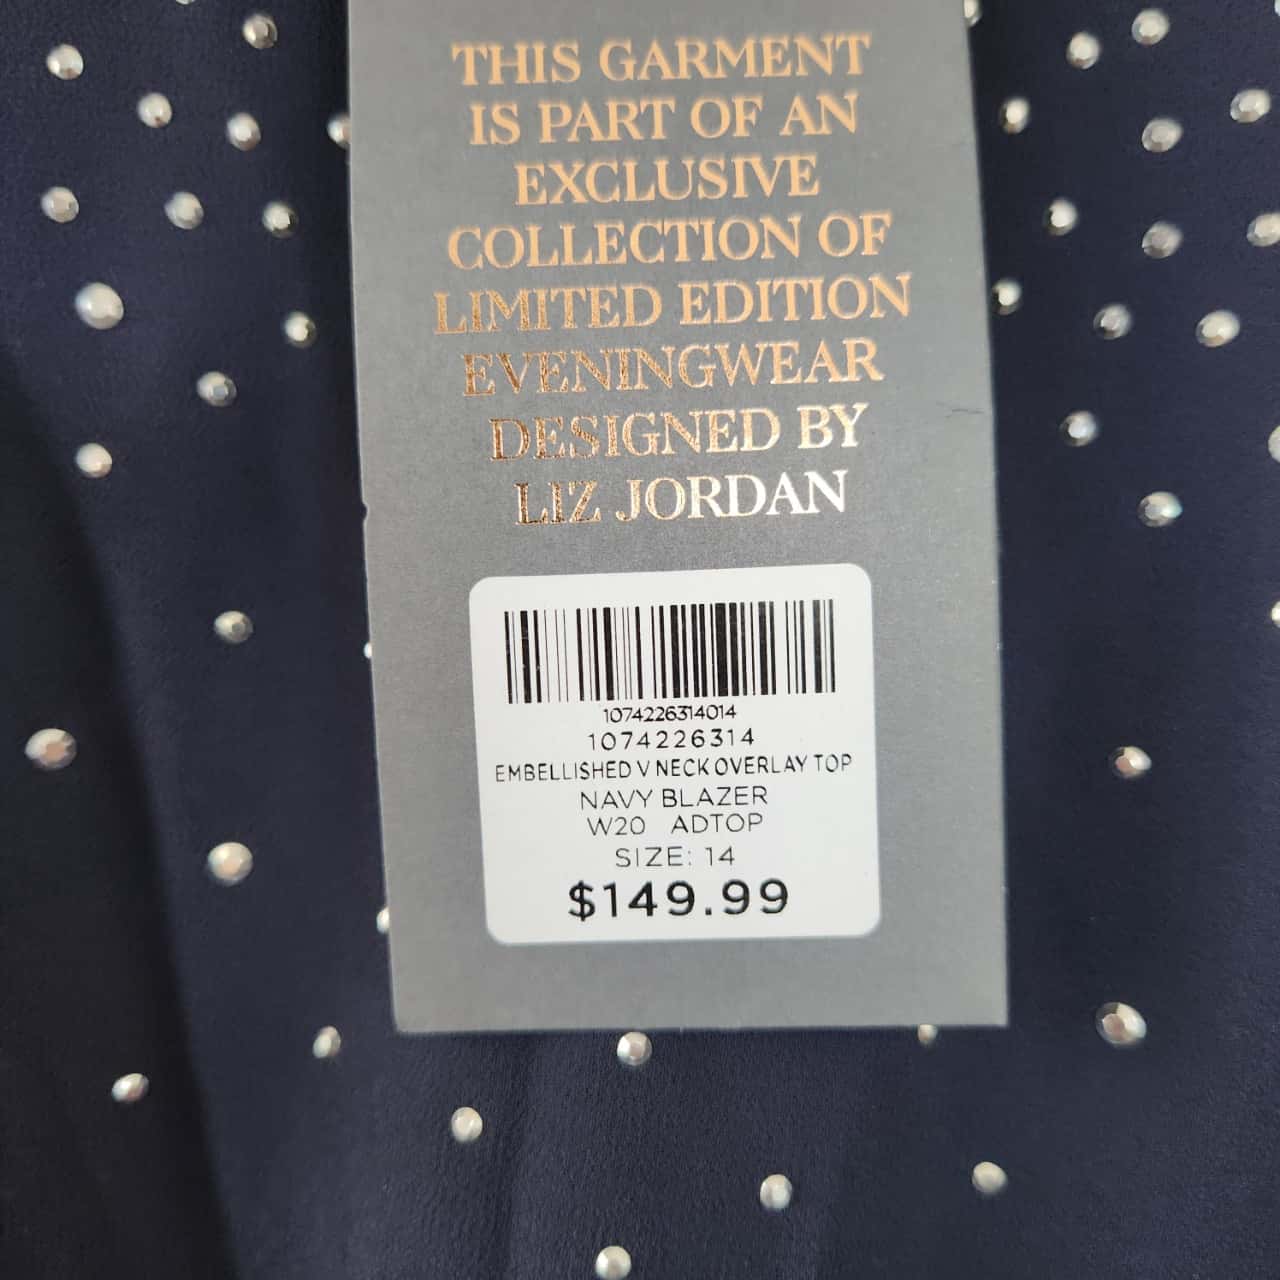 THIS GARMENT
IS PART OF AN
EXCLUSIVE
COLLECTION OF
LIMITED EDITION
EVENINGWEAR
DESIGNED BY
LIZ JORDAN
1074226314014
1074226314
EMBELLISHED V NECK OVERLAY TOP
NAVY BLAZER
W20 ADTOP
SIZE: 14
$149.99